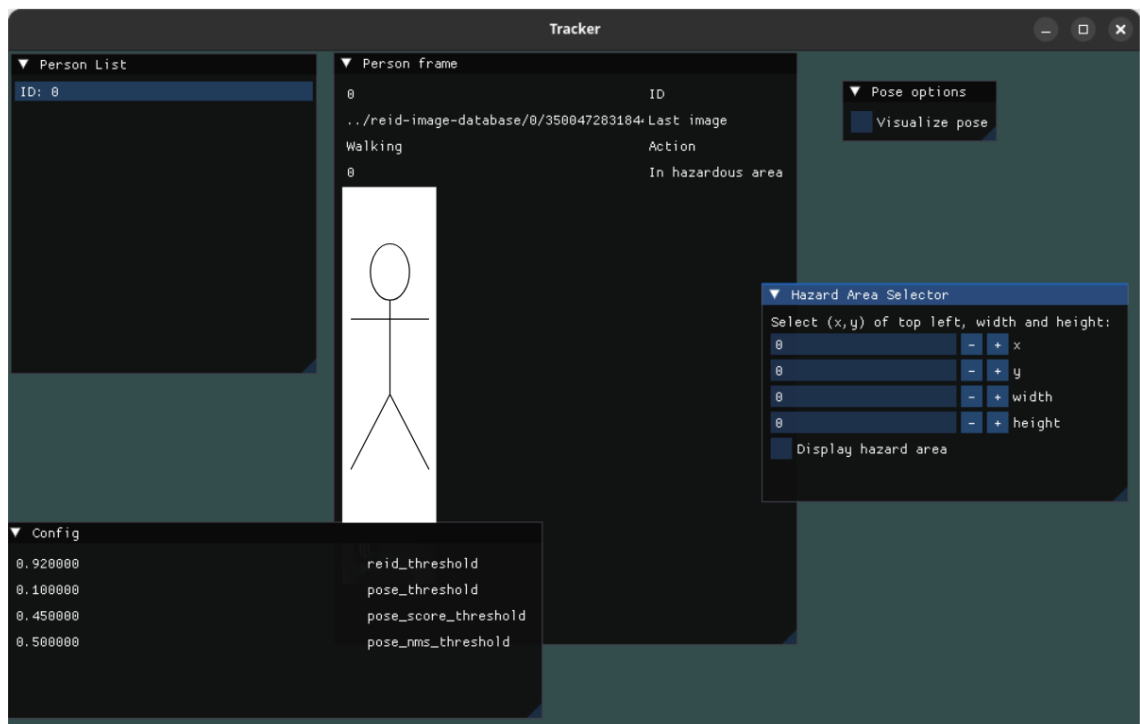 Tracker
Person List
ID: 0
Person frame
0 ID
../reid-image-database/0/350047283184 Last image
Walking Action
0 In hazardous area
Pose options
Visualize pose
Hazard Area Selector
Select (x,y) of top left, width and height:
0 - + x
0 - + y
0 - + width
0 - + height
Display hazard area
Config
0.920000 reid_threshold
0.100000 pose_threshold
0.450000 pose_score_threshold
0.500000 pose_nms_threshold